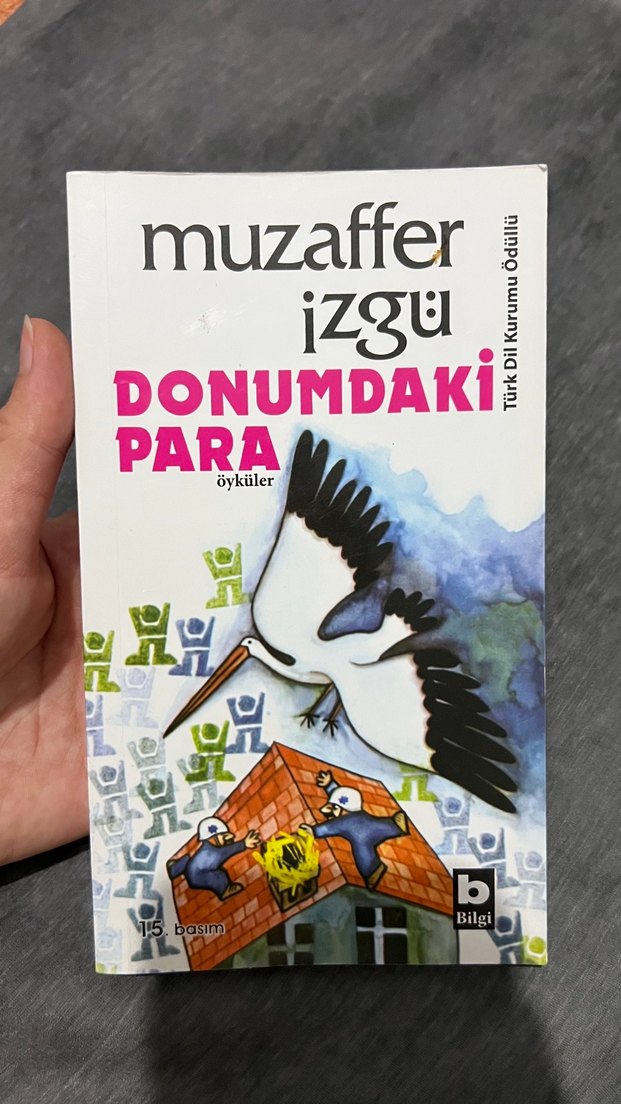 muzaffer
izgü
DONUMDAKİ
PARA
öyküler
Türk Dil Kurumu Ödüllü
15. basım
b
Bilgi